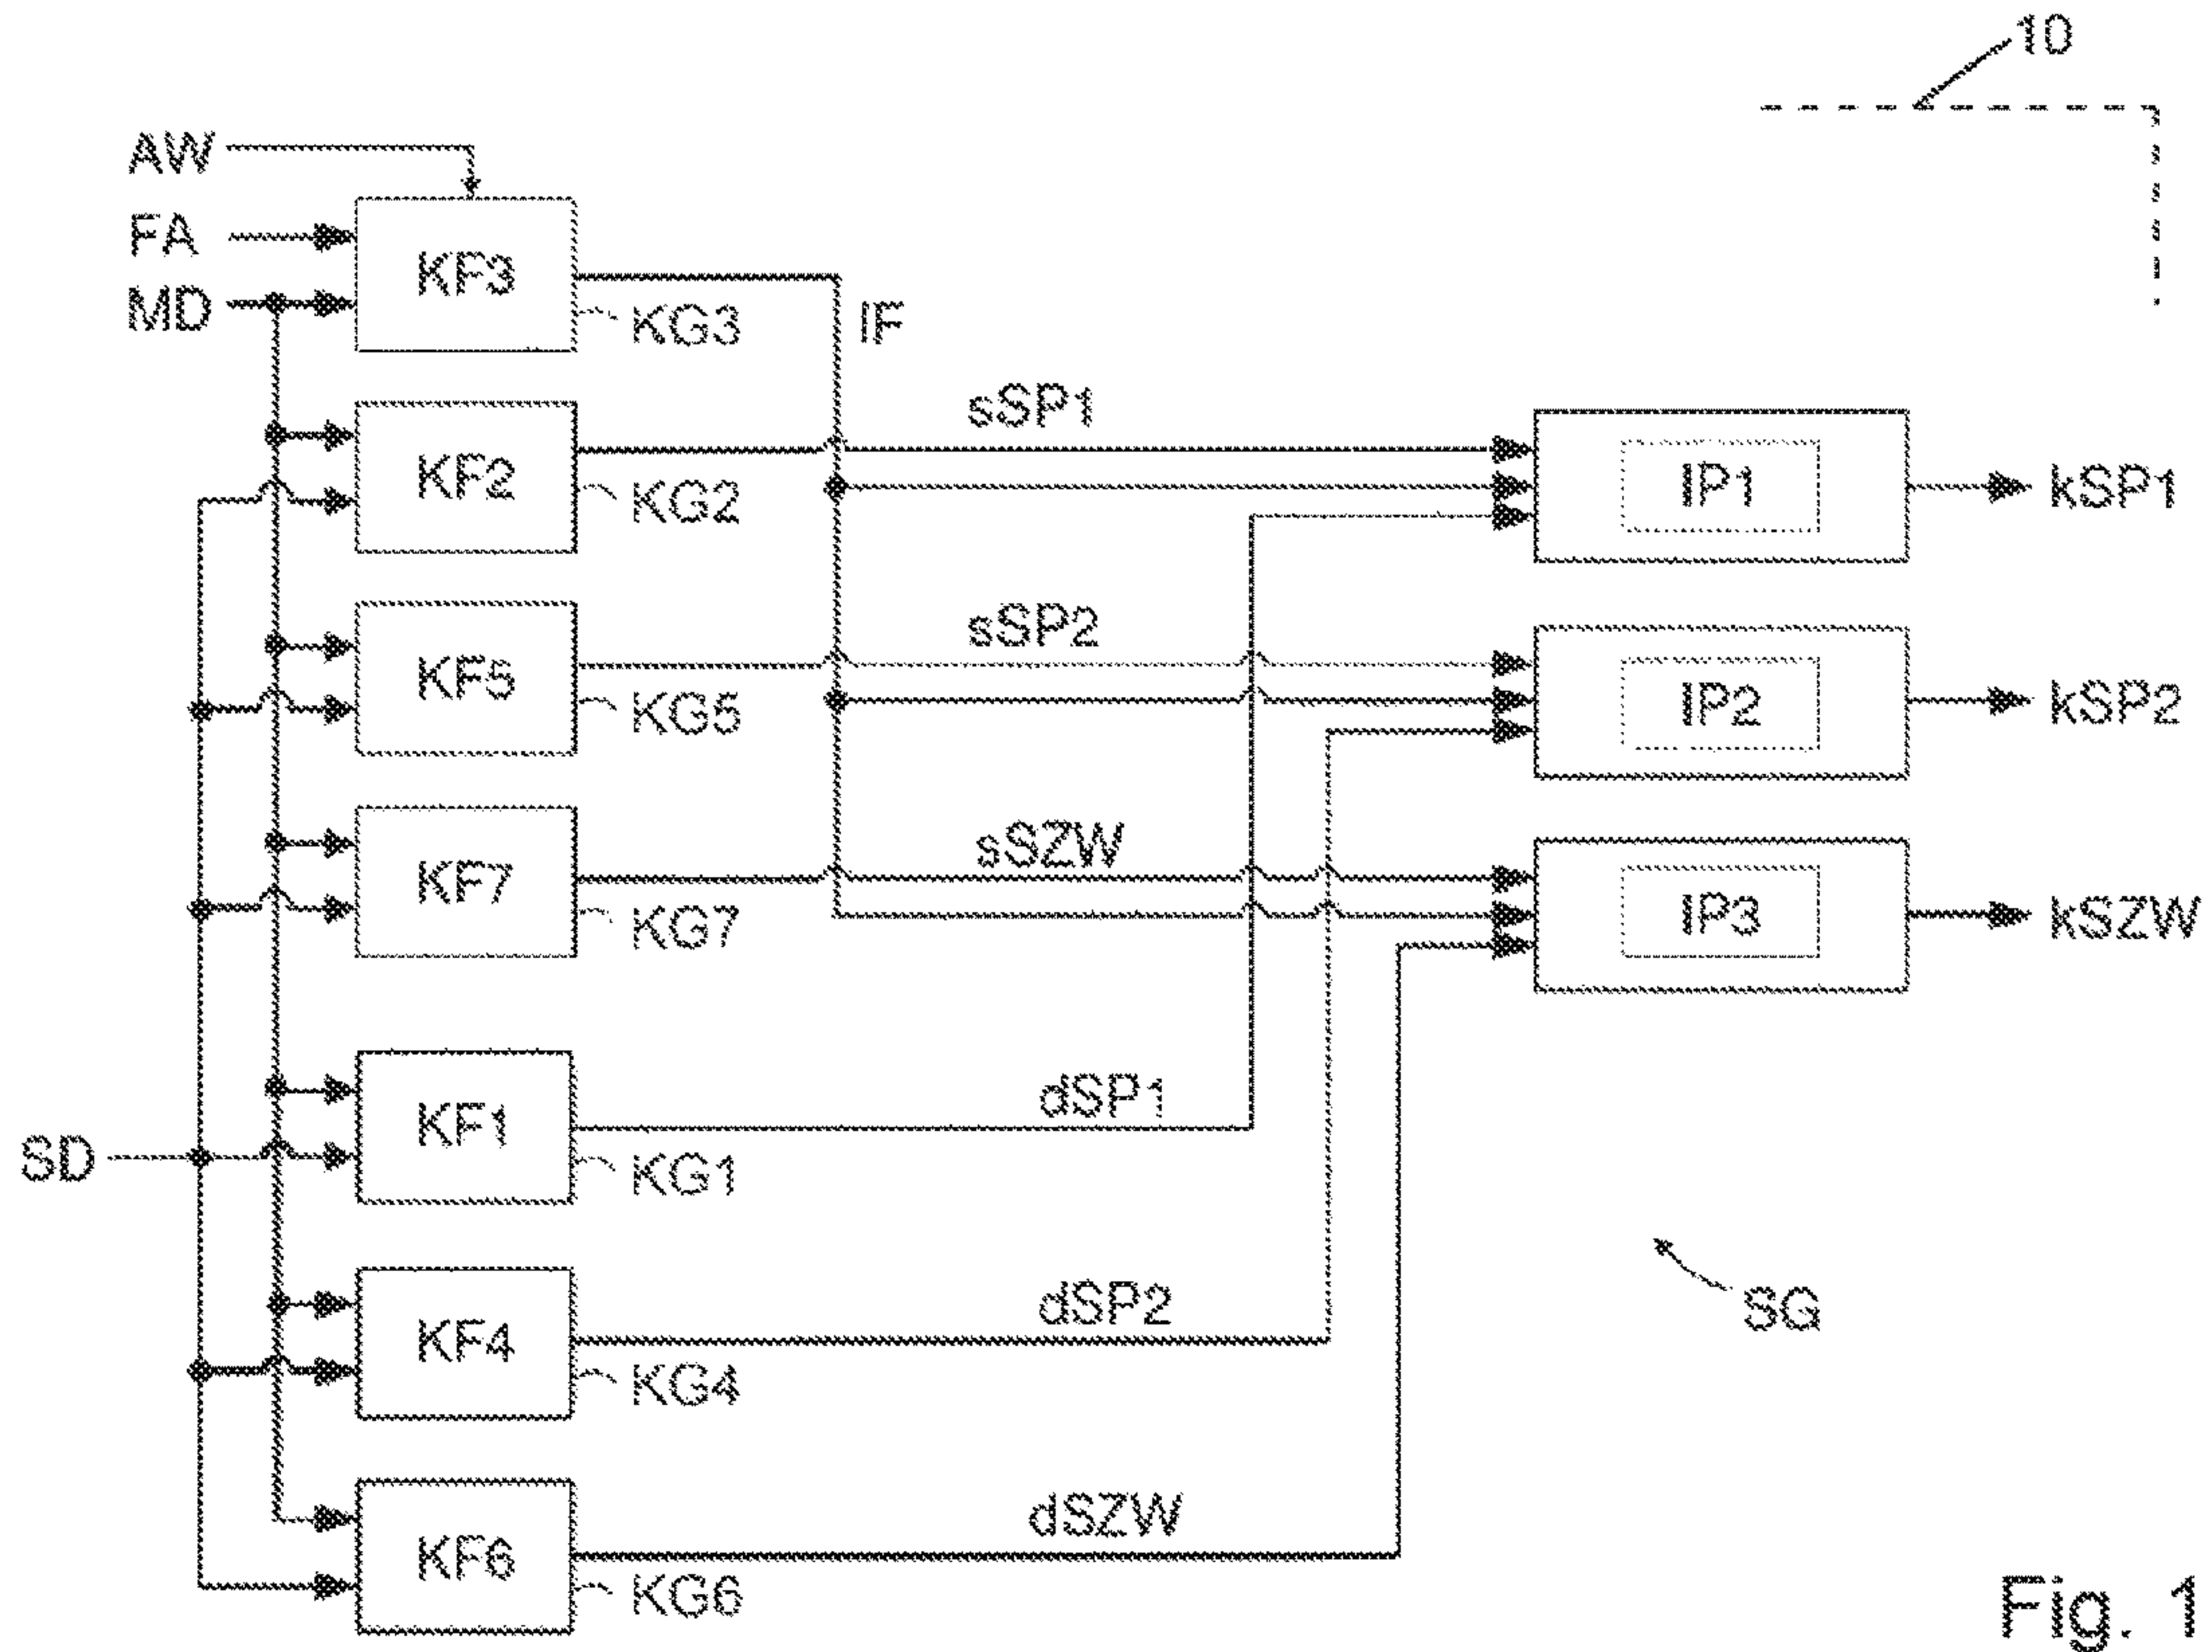 10
AW
FA
MD
KF3
KG3
IF
sSP1
KF2
KG2
IP1
kSP1
sSP2
KF5
KG5
IP2
kSP2
sSZW
KF7
KG7
IP3
kSZW
dSP1
KF1
SD
KG1
dSP2
KF4
KG4
SG
dSZW
KF6
KG6
Fig. 1